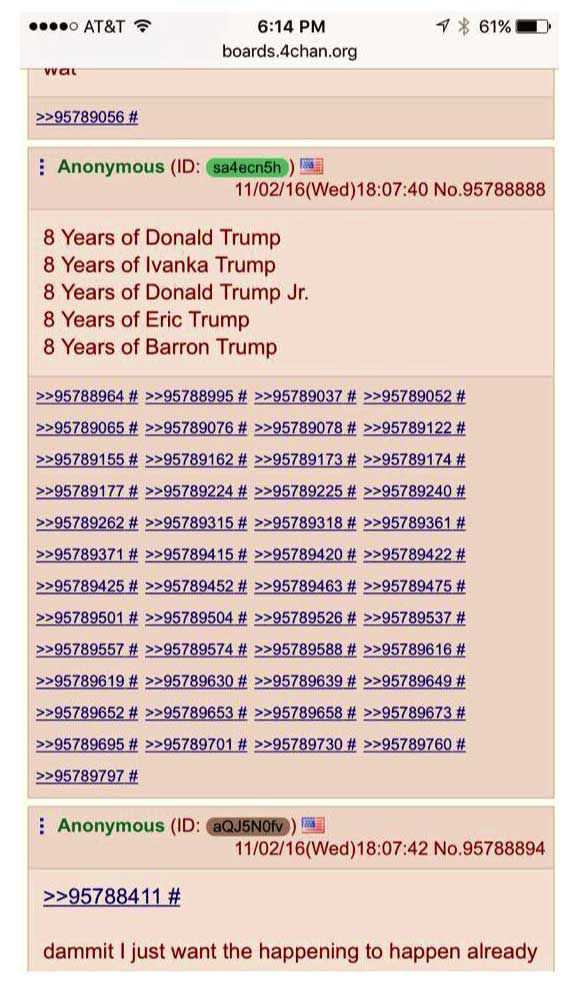 AT&T 6:14 PM 61%
boards.4chan.org
wat
>>95789056 #
Anonymous (ID: sa4ecn5h)
11/02/16(Wed)18:07:40 No.95788888
8 Years of Donald Trump
8 Years of Ivanka Trump
8 Years of Donald Trump Jr.
8 Years of Eric Trump
8 Years of Barron Trump
>>95788964 # >>95788995 # >>95789037 # >>95789052 #
>>95789065 # >>95789076 # >>95789078 # >>95789122 #
>>95789155 # >>95789162 # >>95789173 # >>95789174 #
>>95789177 # >>95789224 # >>95789225 # >>95789240 #
>>95789262 # >>95789315 # >>95789318 # >>95789361 #
>>95789371 # >>95789415 # >>95789420 # >>95789422 #
>>95789425 # >>95789452 # >>95789463 # >>95789475 #
>>95789501 # >>95789504 # >>95789526 # >>95789537 #
>>95789557 # >>95789574 # >>95789588 # >>95789616 #
>>95789619 # >>95789630 # >>95789639 # >>95789649 #
>>95789652 # >>95789653 # >>95789658 # >>95789673 #
>>95789695 # >>95789701 # >>95789730 # >>95789760 #
>>95789797 #
Anonymous (ID: aQJ5N0fv)
11/02/16(Wed)18:07:42 No.95788894
>>95788411 #
dammit I just want the happening to happen already